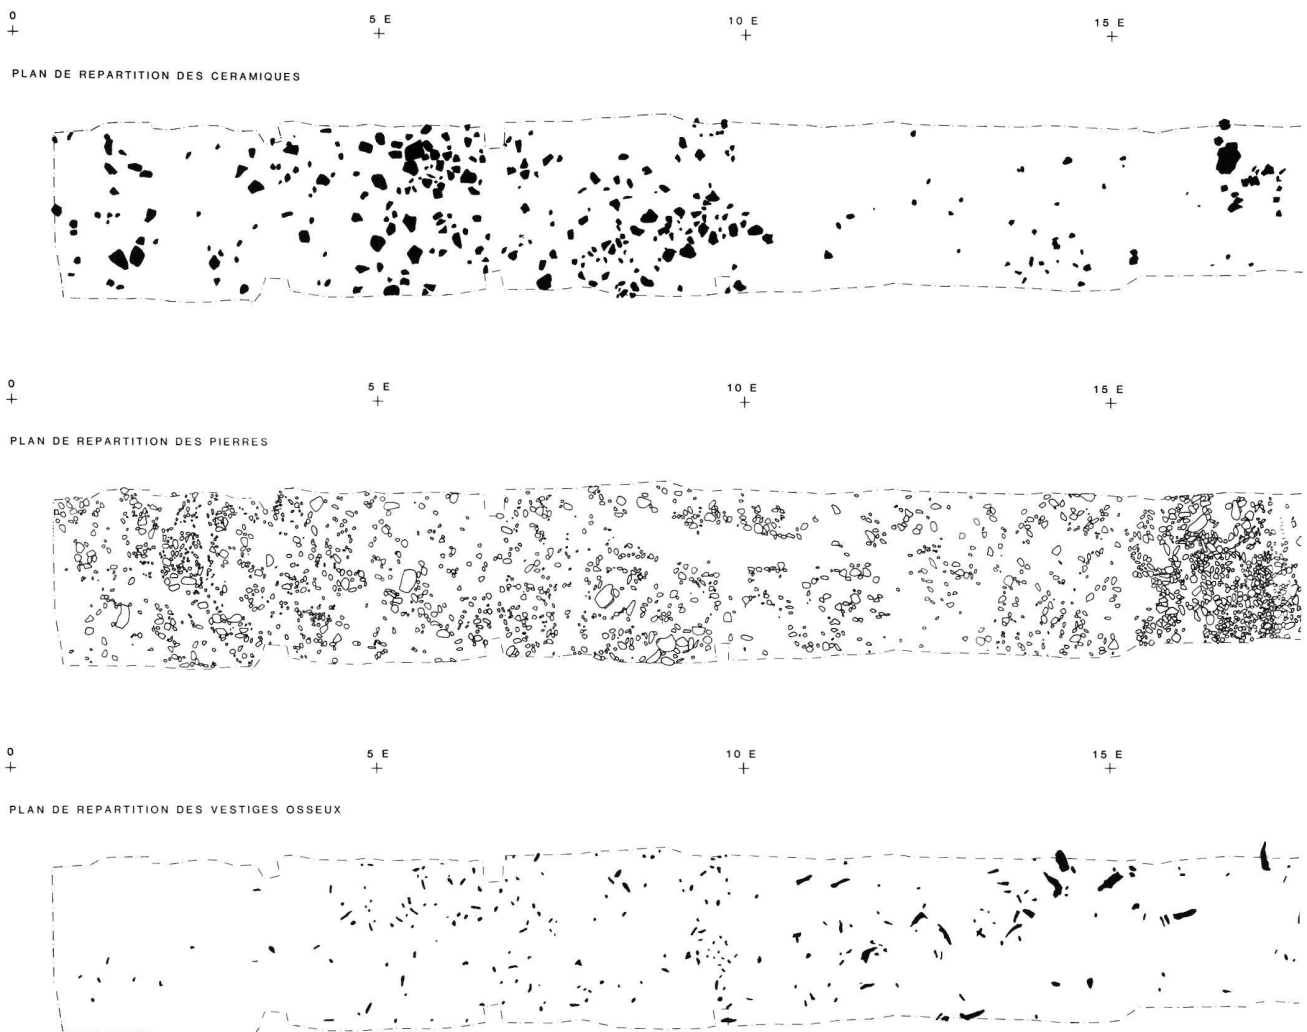 0 5 E 10 E 15 E
PLAN DE REPARTITION DES CERAMIQUES
0 5 E 10 E 15 E
PLAN DE REPARTITION DES PIERRES
0 5 E 10 E 15 E
PLAN DE REPARTITION DES VESTIGES OSSEUX